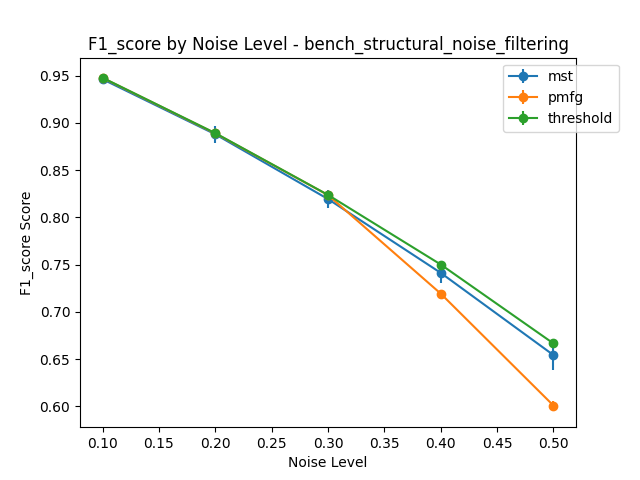 F1_score by Noise Level - bench_structural_noise_filtering
mst
pmfg
threshold
0.95
0.90
0.85
0.80
0.75
0.70
0.65
0.60
F1_score Score
0.10
0.15
0.20
0.25
0.30
0.35
0.40
0.45
0.50
Noise Level